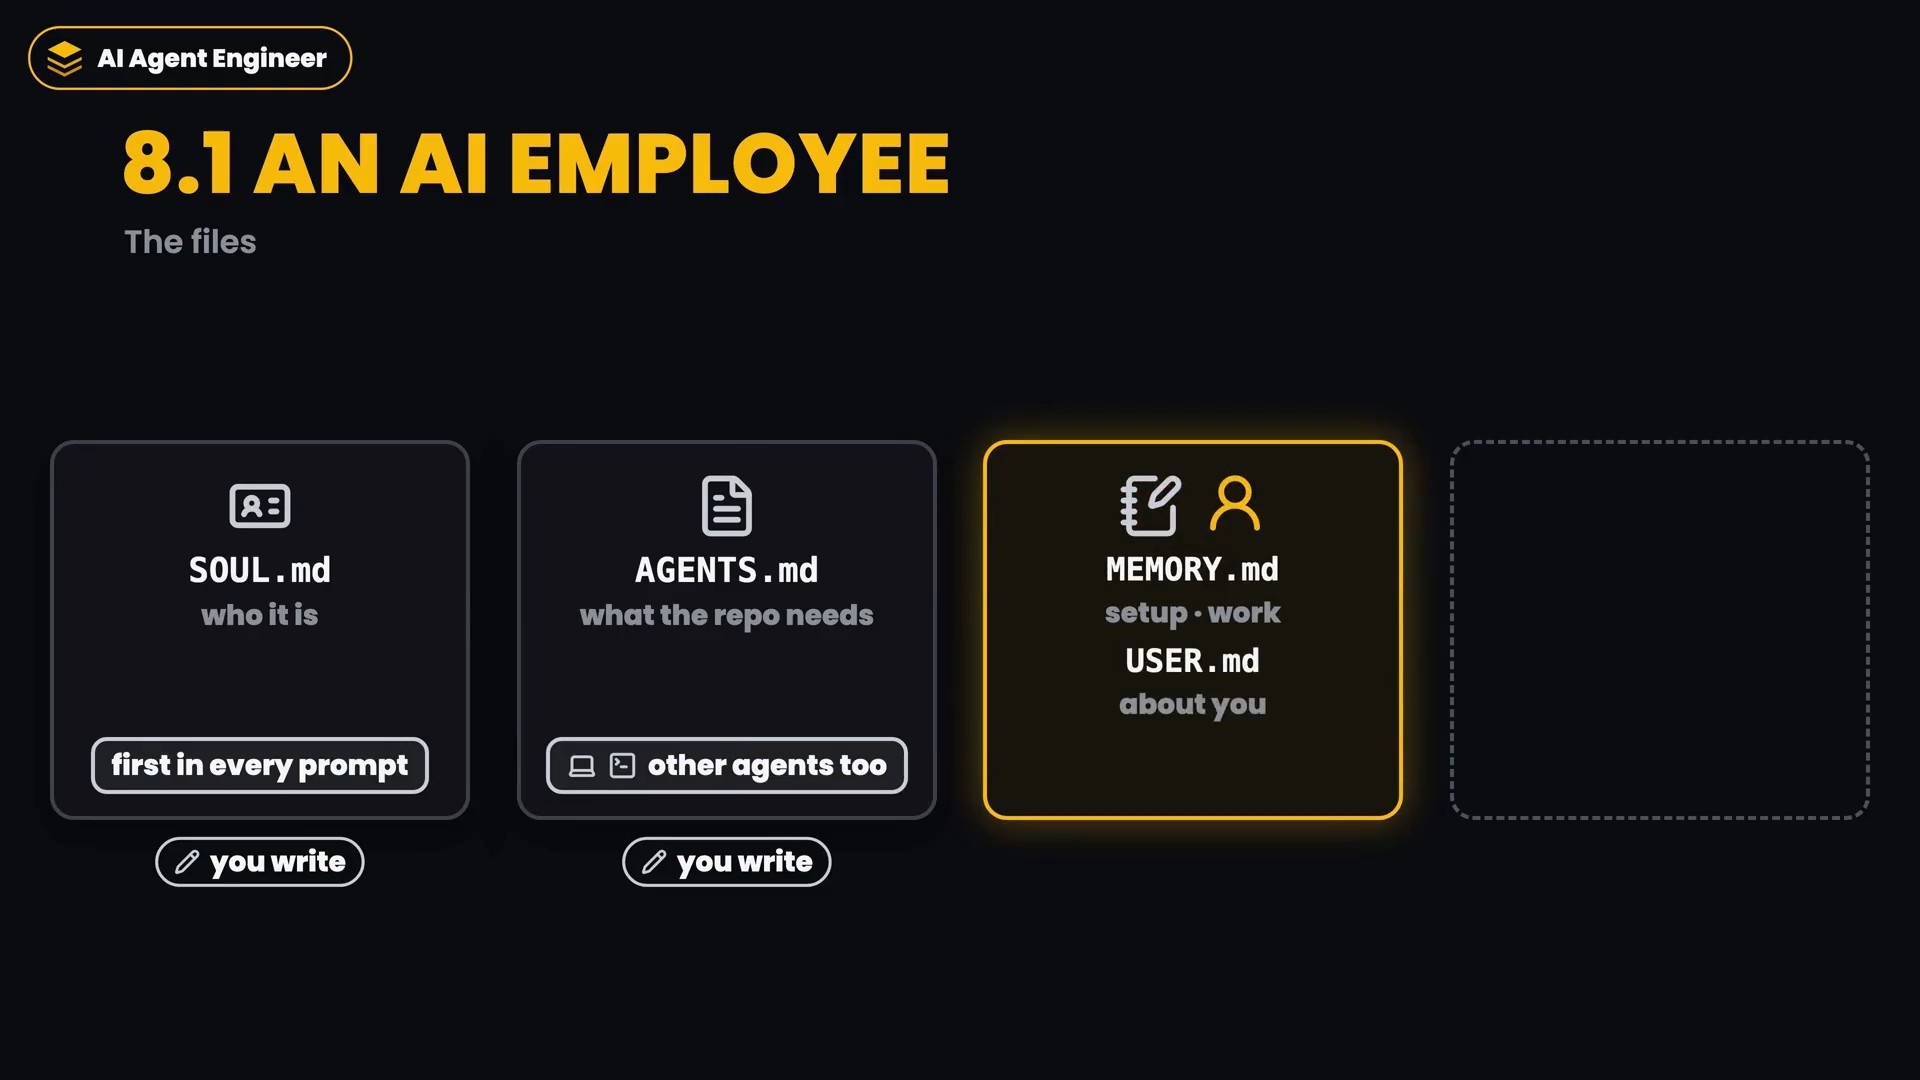 AI Agent Engineer
8.1 AN AI EMPLOYEE
The files
SOUL.md
who it is
first in every prompt
you write
AGENTS.md
what the repo needs
other agents too
you write
MEMORY.md
setup · work
USER.md
about you